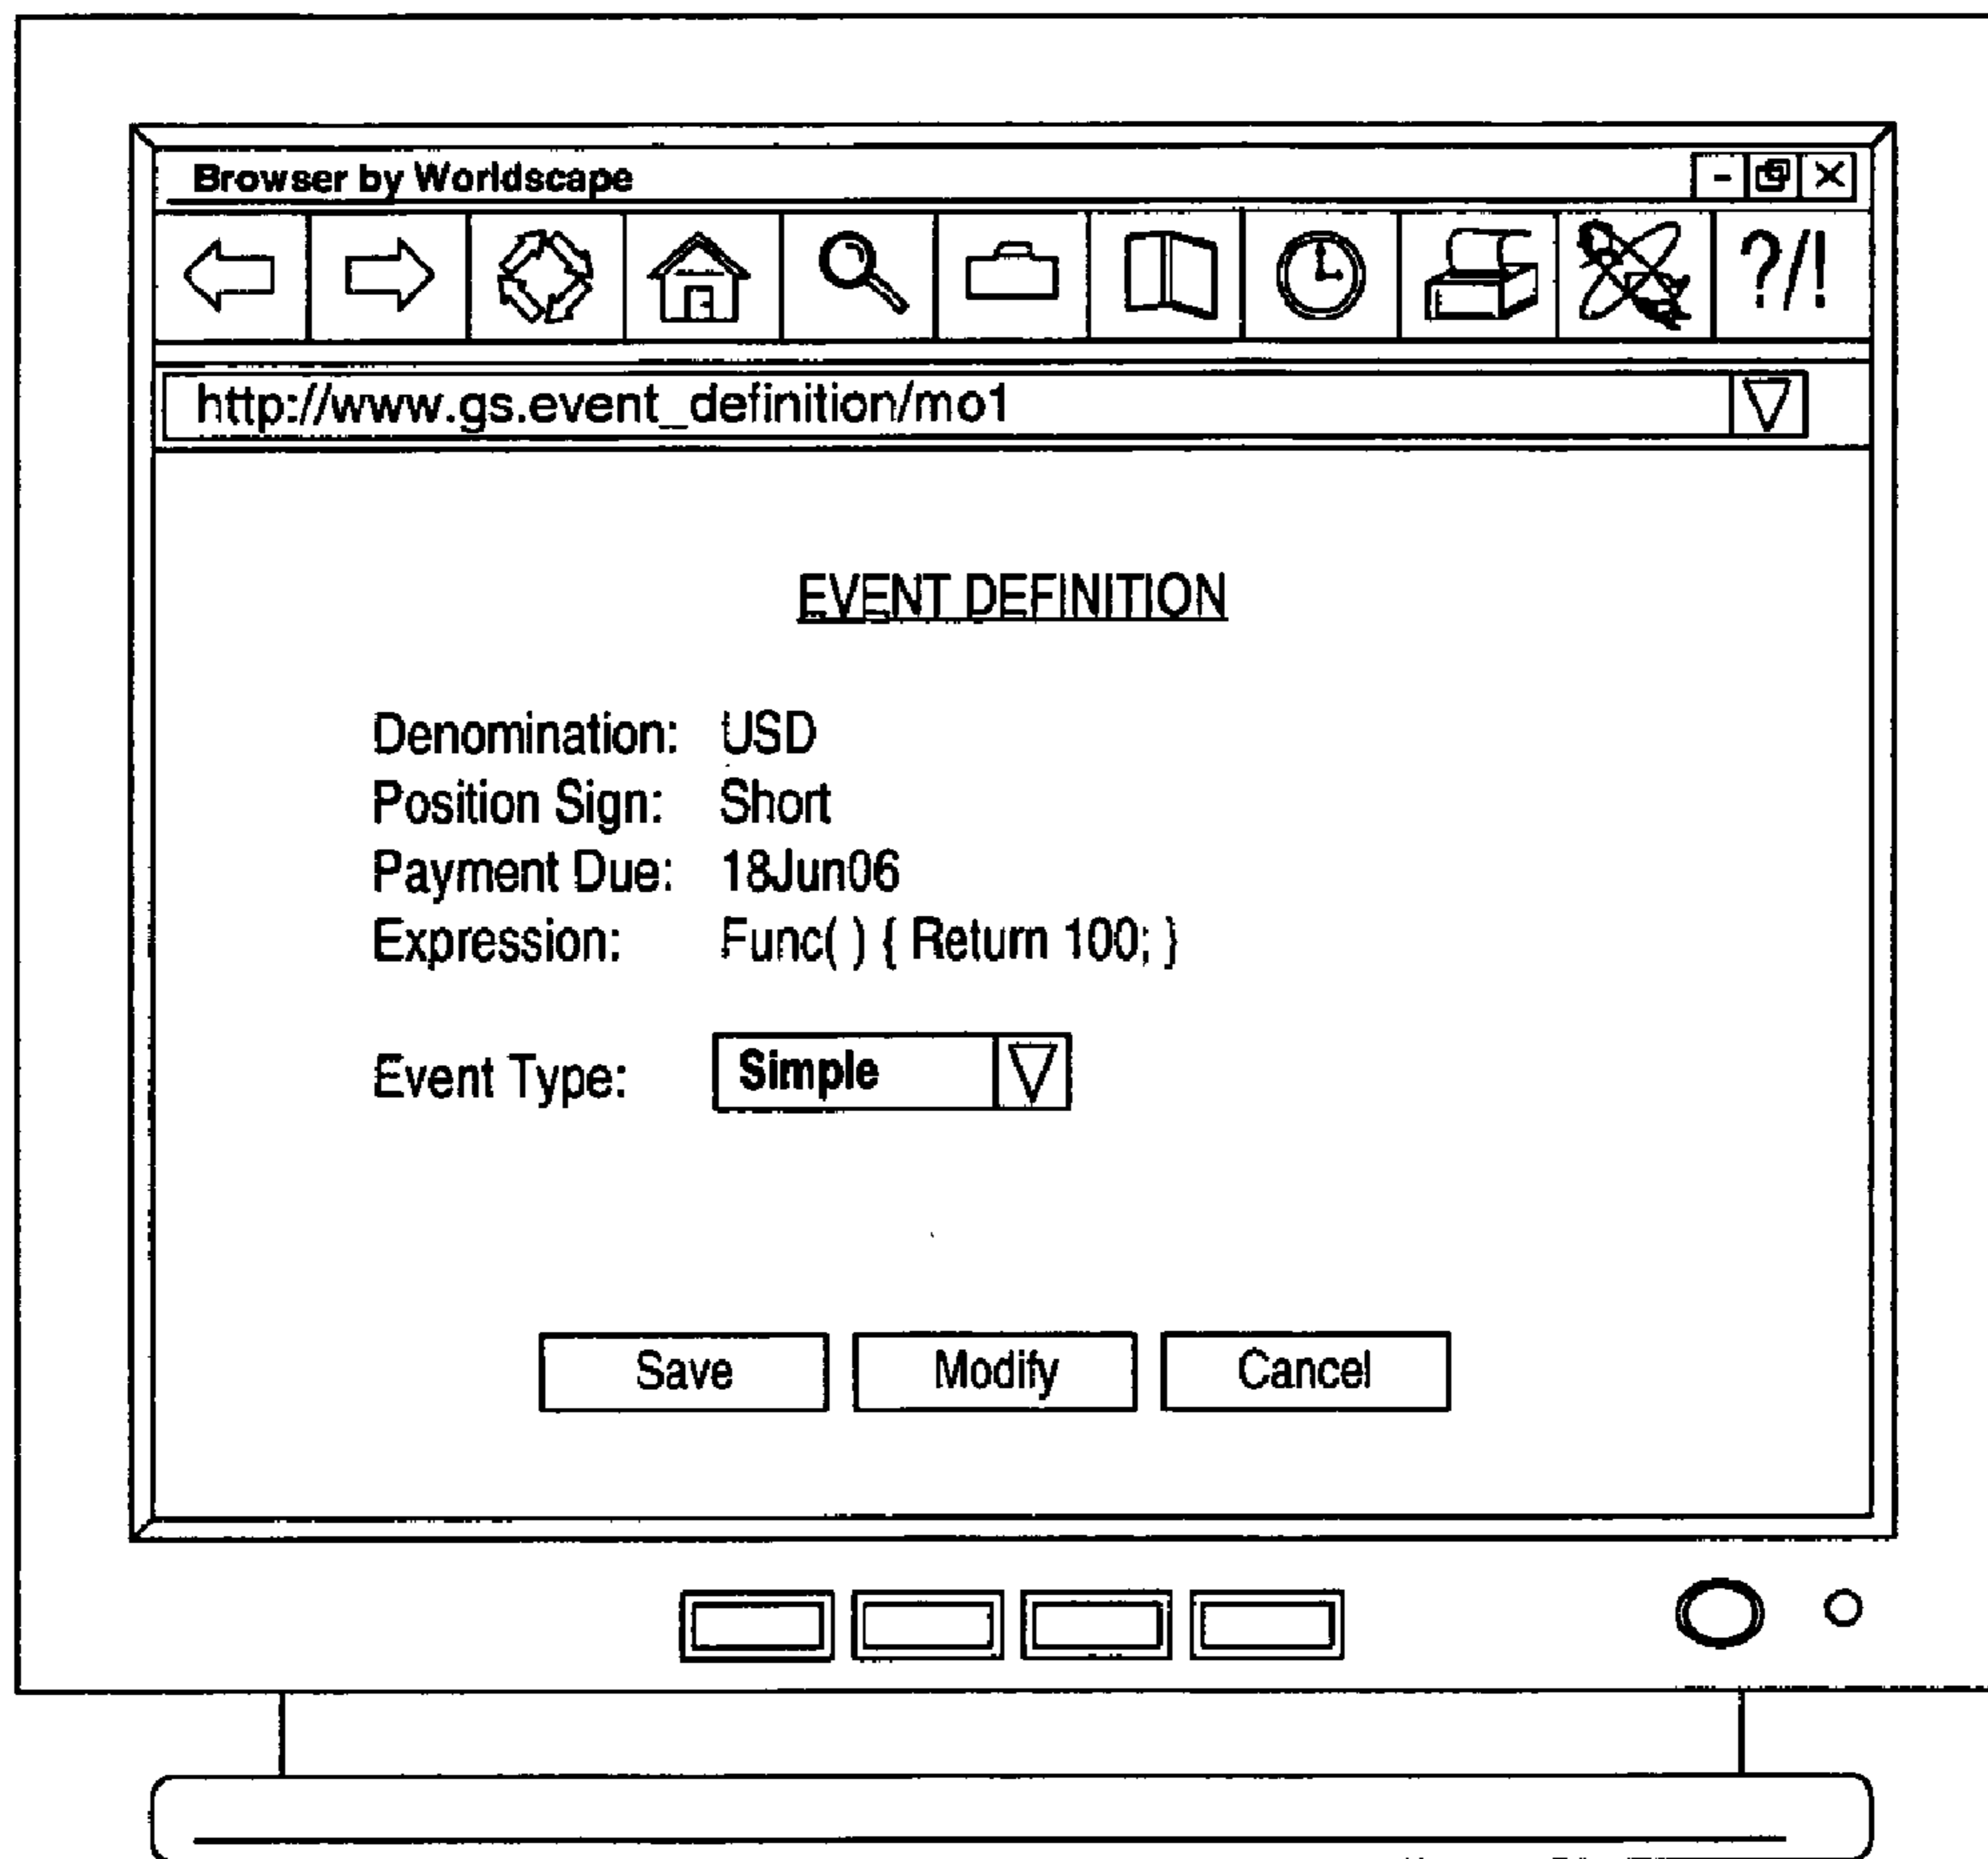 Browser by Worldscape
?/!
http://www.gs.event_definition/mo1
EVENT DEFINITION
Denomination: USD
Position Sign: Short
Payment Due: 18Jun06
Expression: Func( ) { Return 100; }
Event Type: Simple
Save Modify Cancel